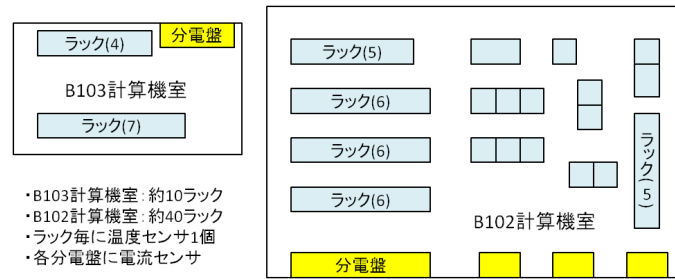 ラック(4)
分電盤
B103計算機室
ラック(7)
・B103計算機室：約10ラック
・B102計算機室：約40ラック
・ラック毎に温度センサ1個
・各分電盤に電流センサ
ラック(5)
ラック(6)
ラック(6)
ラック(6)
ラック(5)
B102計算機室
分電盤